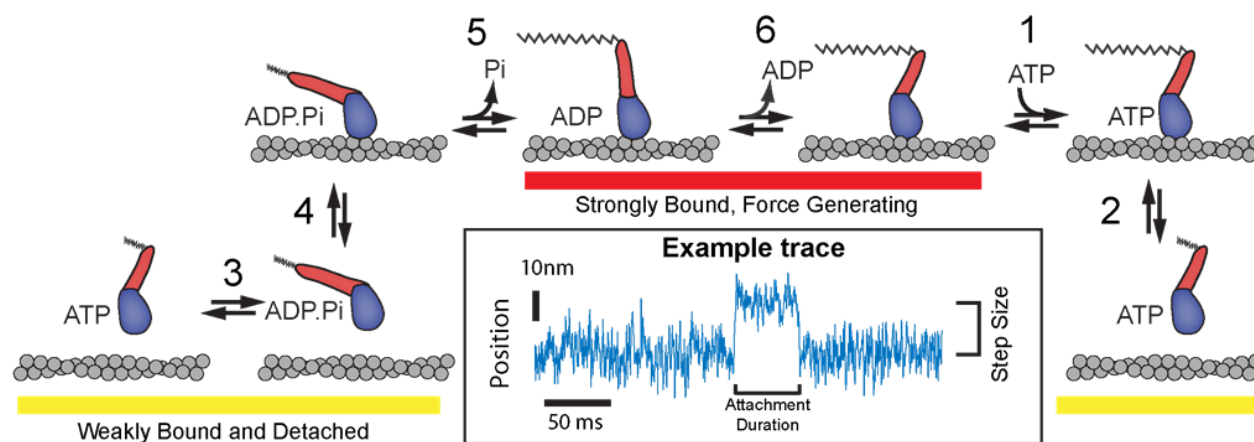 5
6
1
Pi
ADP
ATP
ADP.Pi
ADP
ATP
Strongly Bound, Force Generating
4
2
Example trace
10nm
3
ATP
ADP.Pi
ATP
Position
Step Size
50 ms
Attachment
Duration
Weakly Bound and Detached